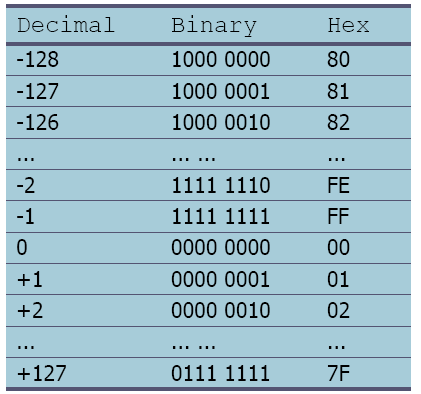 Decimal Binary Hex
-128 1000 0000 80
-127 1000 0001 81
-126 1000 0010 82
... ... ... ...
-2 1111 1110 FE
-1 1111 1111 FF
0 0000 0000 00
+1 0000 0001 01
+2 0000 0010 02
... ... ... ...
+127 0111 1111 7F